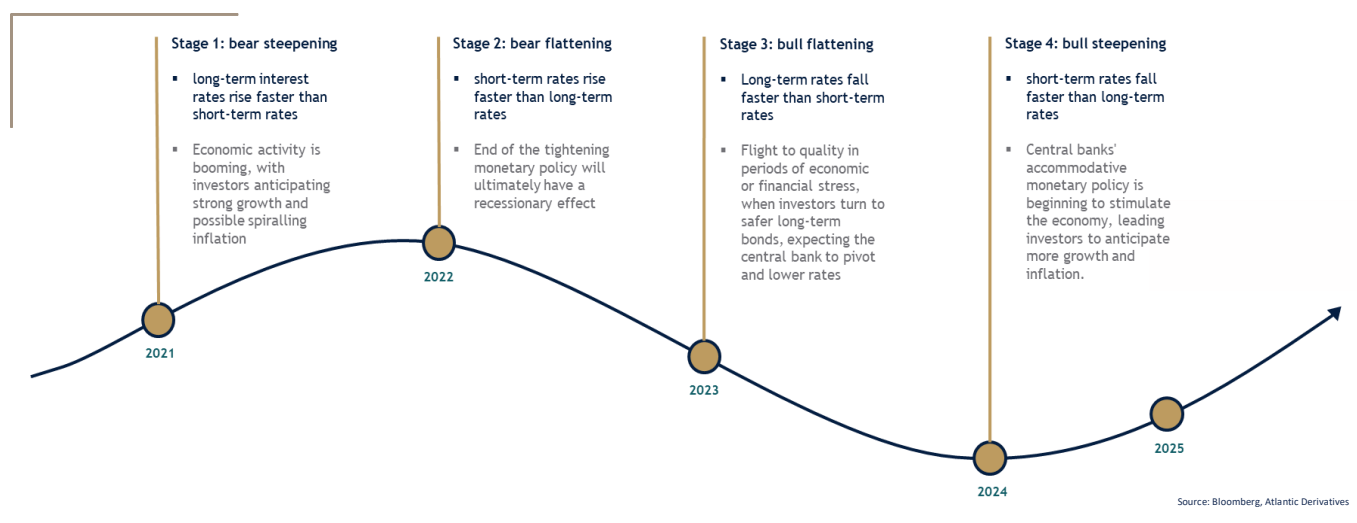 Stage 1: bear steepening
▪ long-term interest
rates rise faster than
short-term rates
▪ Economic activity is
booming, with
investors anticipating
strong growth and
possible spiralling
inflation
2021
Stage 2: bear flattening
▪ short-term rates rise
faster than long-term
rates
▪ End of the tightening
monetary policy will
ultimately have a
recessionary effect
2022
Stage 3: bull flattening
▪ Long-term rates fall
faster than short-term
rates
▪ Flight to quality in
periods of economic
or financial stress,
when investors turn to
safer long-term
bonds, expecting the
central bank to pivot
and lower rates
2023
Stage 4: bull steepening
▪ short-term rates fall
faster than long-term
rates
▪ Central banks'
accommodative
monetary policy is
beginning to stimulate
the economy, leading
investors to anticipate
more growth and
inflation.
2024
2025
Source: Bloomberg, Atlantic Derivatives